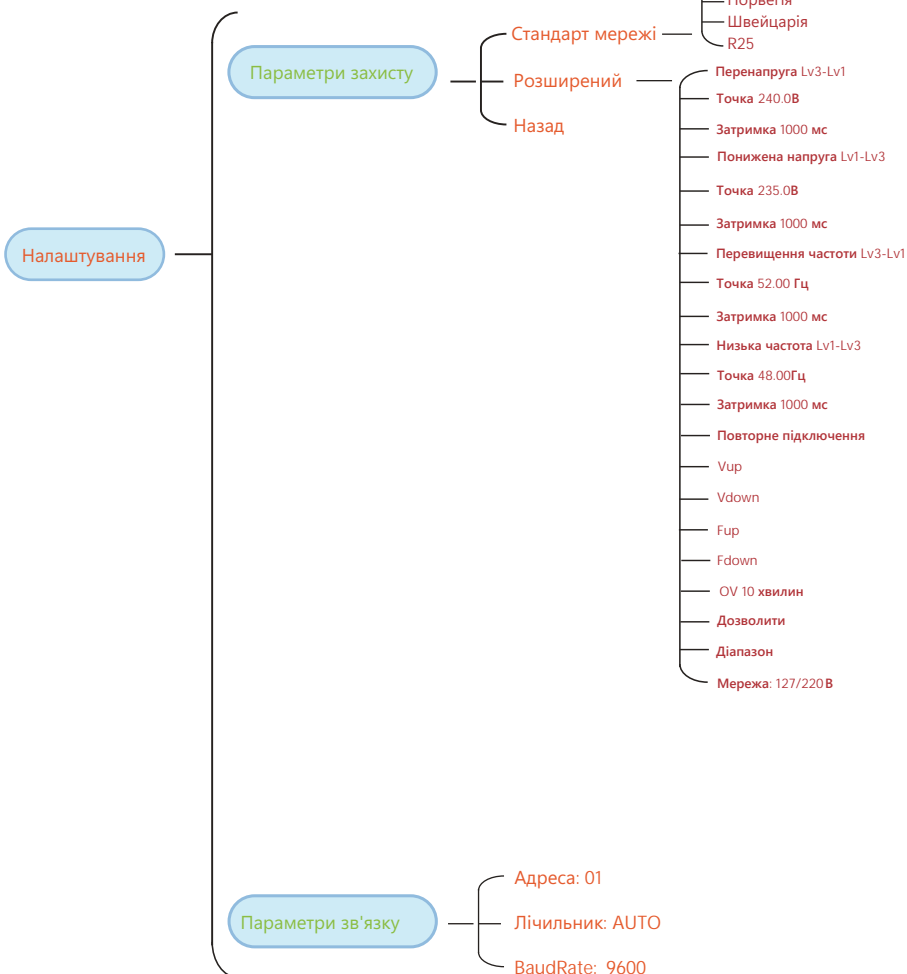 Норвегія
Швейцарія
R25
Стандарт мережі
Параметри захисту
Розширений
Назад
Перенапруга Lv3-Lv1
Точка 240.0В
Затримка 1000 мс
Понижена напруга Lv1-Lv3
Точка 235.0В
Затримка 1000 мс
Налаштування
Перевищення частоти Lv3-Lv1
Точка 52.00 Гц
Затримка 1000 мс
Низька частота Lv1-Lv3
Точка 48.00Гц
Затримка 1000 мс
Повторне підключення
Vup
Vdown
Fup
Fdown
OV 10 хвилин
Дозволити
Діапазон
Мережа: 127/220В
Параметри зв'язку
Адреса: 01
Лічильник: AUTO
BaudRate: 9600